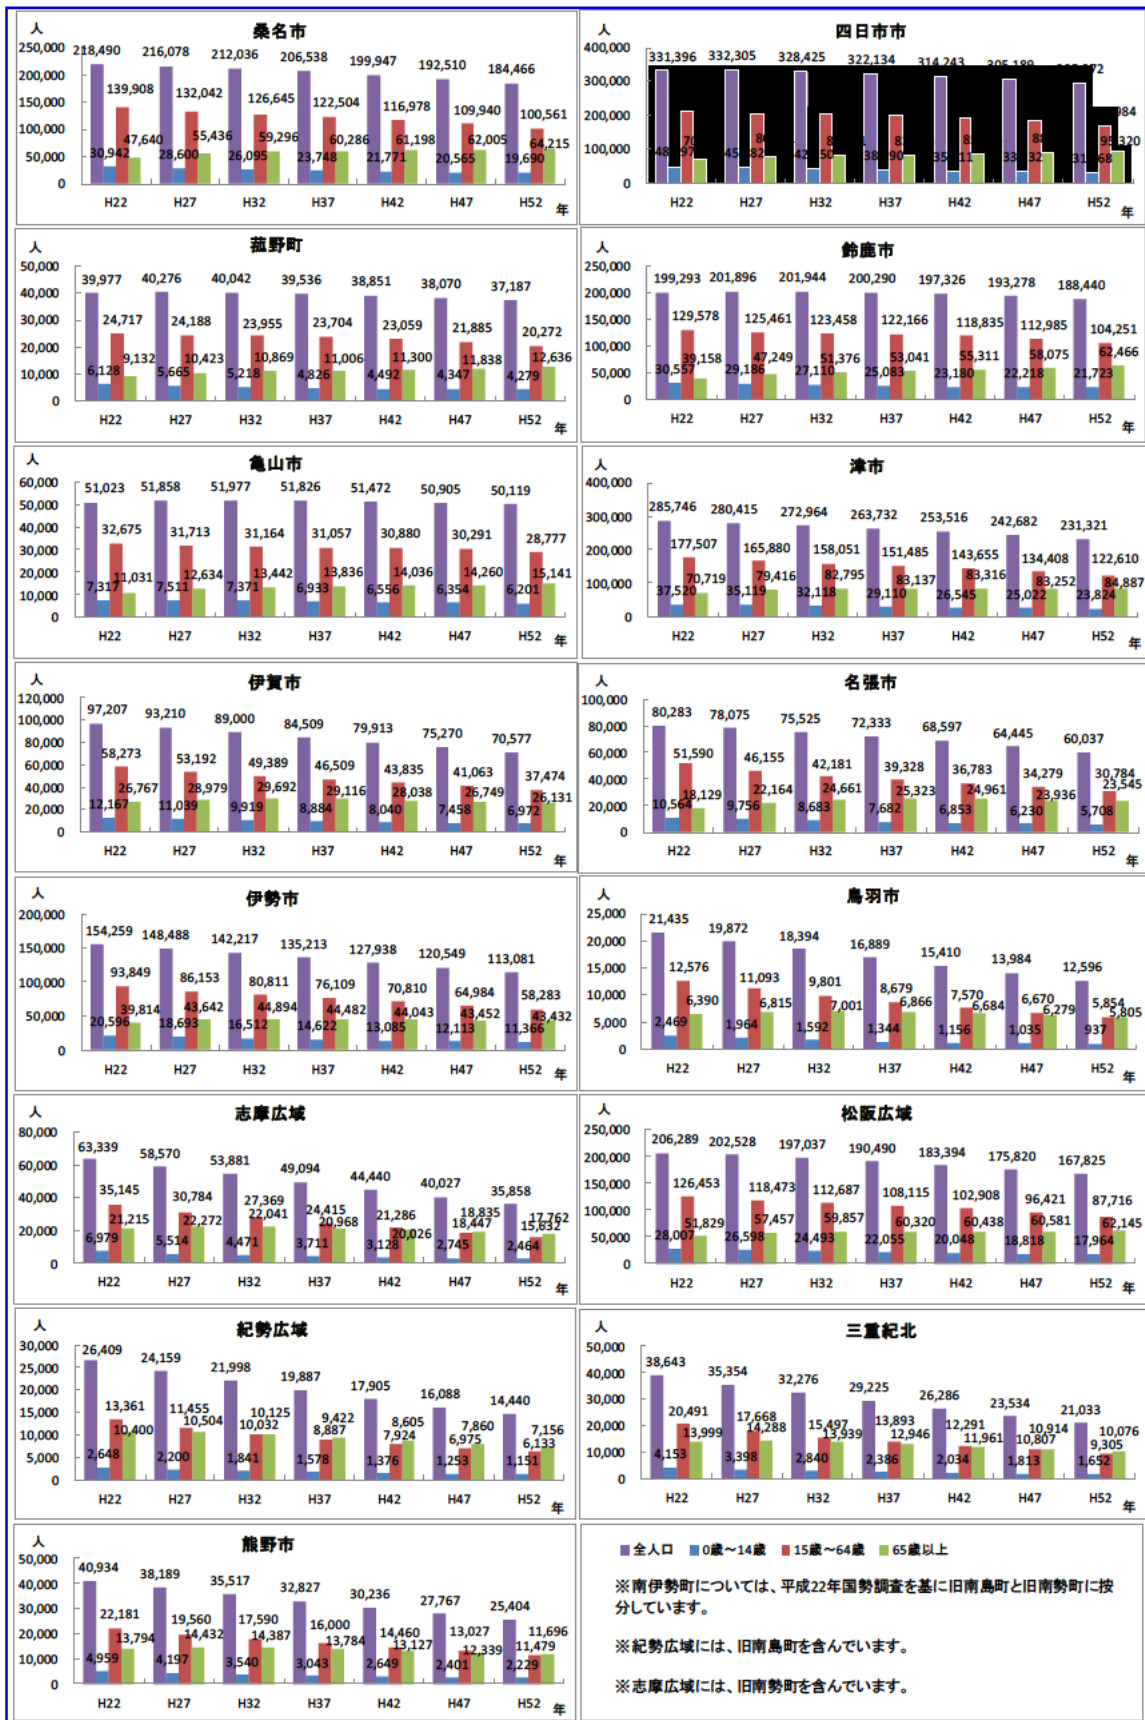 人 桑名市
250,000 218,490 216,078 212,036 206,538 199,947 192,510 184,466
200,000
150,000 139,908 132,042 126,645 122,504 116,978 109,940 100,561
100,000 47,640 55,436 59,296 60,286 61,198 62,005 64,215
50,000 30,942 28,600 26,095 23,748 21,771 20,565 19,690
0
H22 H27 H32 H37 H42 H47 H52 年
人 四日市市
400,000 331,396 332,305 328,425 322,134 314,243 305,189
300,000
200,000
100,000
0
H22 H27 H32 H37 H42 H47 H52 年
人 菰野町
50,000 39,977 40,276 40,042 39,536 38,851 38,070 37,187
40,000
30,000 24,717 24,188 23,955 23,704 23,059 21,885 20,272
20,000 9,132 10,423 10,869 11,006 11,300 11,838 12,636
10,000 6,128 5,665 5,218 4,826 4,492 4,347 4,279
0
H22 H27 H32 H37 H42 H47 H52 年
人 鈴鹿市
250,000 199,293 201,896 201,944 200,290 197,326 193,278 188,440
200,000
150,000 129,578 125,461 123,458 122,166 118,835 112,985 104,251
100,000 39,158 47,249 51,376 53,041 55,311 58,075 62,466
50,000 30,557 29,186 27,110 25,083 23,180 22,218 21,723
0
H22 H27 H32 H37 H42 H47 H52 年
人 亀山市
60,000 51,023 51,858 51,977 51,826 51,472 50,905 50,119
50,000
40,000 32,675 31,713 31,164 31,057 30,880 30,291 28,777
30,000
20,000 11,031 12,634 13,442 13,836 14,036 14,260 15,141
10,000 7,317 7,511 7,371 6,933 6,556 6,354 6,201
0
H22 H27 H32 H37 H42 H47 H52 年
人 津市
400,000 285,746 280,415 272,964 263,732 253,516 242,682 231,321
300,000
200,000 177,507 165,880 158,051 151,485 143,655 134,408 122,610
100,000 70,719 79,416 82,795 83,137 83,316 83,252 84,887
37,520 35,119 32,118 29,110 26,545 25,022 23,824
0
H22 H27 H32 H37 H42 H47 H52 年
人 伊賀市
120,000 97,207 93,210 89,000 84,509 79,913 75,270 70,577
100,000
80,000 58,273 53,192 49,389 46,509 43,835 41,063 37,474
60,000
40,000 26,767 28,979 29,692 29,116 28,038 26,749 26,131
20,000 12,167 11,039 9,919 8,884 8,040 7,458 6,972
0
H22 H27 H32 H37 H42 H47 H52 年
人 名張市
100,000 80,283 78,075 75,525 72,333 68,597 64,445 60,037
80,000
60,000 51,590 46,155 42,181 39,328 36,783 34,279 30,784
40,000 18,129 22,164 24,661 25,323 24,961 23,936 23,545
20,000 10,564 9,756 8,683 7,682 6,853 6,230 5,708
0
H22 H27 H32 H37 H42 H47 H52 年
人 伊勢市
200,000 154,259 148,488 142,217 135,213 127,938 120,549 113,081
150,000
100,000 93,849 86,153 80,811 76,109 70,810 64,984 58,283
50,000 39,814 43,642 44,894 44,482 44,043 43,452 43,432
20,596 18,693 16,512 14,622 13,085 12,113 11,366
0
H22 H27 H32 H37 H42 H47 H52 年
人 鳥羽市
25,000 21,435 19,872 18,394 16,889 15,410 13,984 12,596
20,000
15,000 12,576 11,093 9,801 8,679 7,570 6,670 5,854
10,000 6,390 6,815 7,001 6,866 6,684 6,279 5,805
5,000 2,469 1,964 1,592 1,344 1,156 1,035 937
0
H22 H27 H32 H37 H42 H47 H52 年
人 志摩広域
80,000 63,339 58,570 53,881 49,094 44,440 40,027 35,858
60,000
40,000 35,145 30,784 27,369 24,415 21,286 18,835 17,762
20,000 21,215 22,272 22,041 20,968 20,026 18,447 15,632
6,979 5,514 4,471 3,711 3,128 2,745 2,464
0
H22 H27 H32 H37 H42 H47 H52 年
人 松阪広域
250,000 206,289 202,528 197,037 190,490 183,394 175,820 167,825
200,000
150,000 126,453 118,473 112,687 108,115 102,908 96,421 87,716
100,000 51,829 57,457 59,857 60,320 60,438 60,581 62,145
50,000 28,007 26,598 24,493 22,055 20,048 18,818 17,964
0
H22 H27 H32 H37 H42 H47 H52 年
人 紀勢広域
30,000 26,409 24,159 21,998 19,887 17,905 16,088 14,440
25,000
20,000
15,000 13,361 11,455 10,125 9,422 8,605 7,860 7,156
10,000 10,400 10,504 10,032 8,887 7,924 6,975 6,133
5,000 2,648 2,200 1,841 1,578 1,376 1,253 1,151
0
H22 H27 H32 H37 H42 H47 H52 年
人 三重紀北
50,000 38,643 35,354 32,276 29,225 26,286 23,534 21,033
40,000
30,000 20,491 17,668 15,497 13,893 12,291 10,914 10,076
20,000 13,999 14,288 13,939 12,946 11,961 10,807 9,305
10,000 4,153 3,398 2,840 2,386 2,034 1,813 1,652
0
H22 H27 H32 H37 H42 H47 H52 年
人 熊野市
50,000 40,934 38,189 35,517 32,827 30,236 27,767 25,404
40,000
30,000 22,181 19,560 17,590 16,000 14,460 13,027 11,696
20,000 13,794 14,432 14,387 13,784 13,127 12,339 11,479
10,000 4,959 4,197 3,540 3,043 2,649 2,401 2,229
0
H22 H27 H32 H37 H42 H47 H52 年
全人口 0歳～14歳 15歳～64歳 65歳以上
※南伊勢町については、平成22年国勢調査を基に旧南島町と旧南勢町に按
分しています。
※紀勢広域には、旧南島町を含んでいます。
※志摩広域には、旧南勢町を含んでいます。